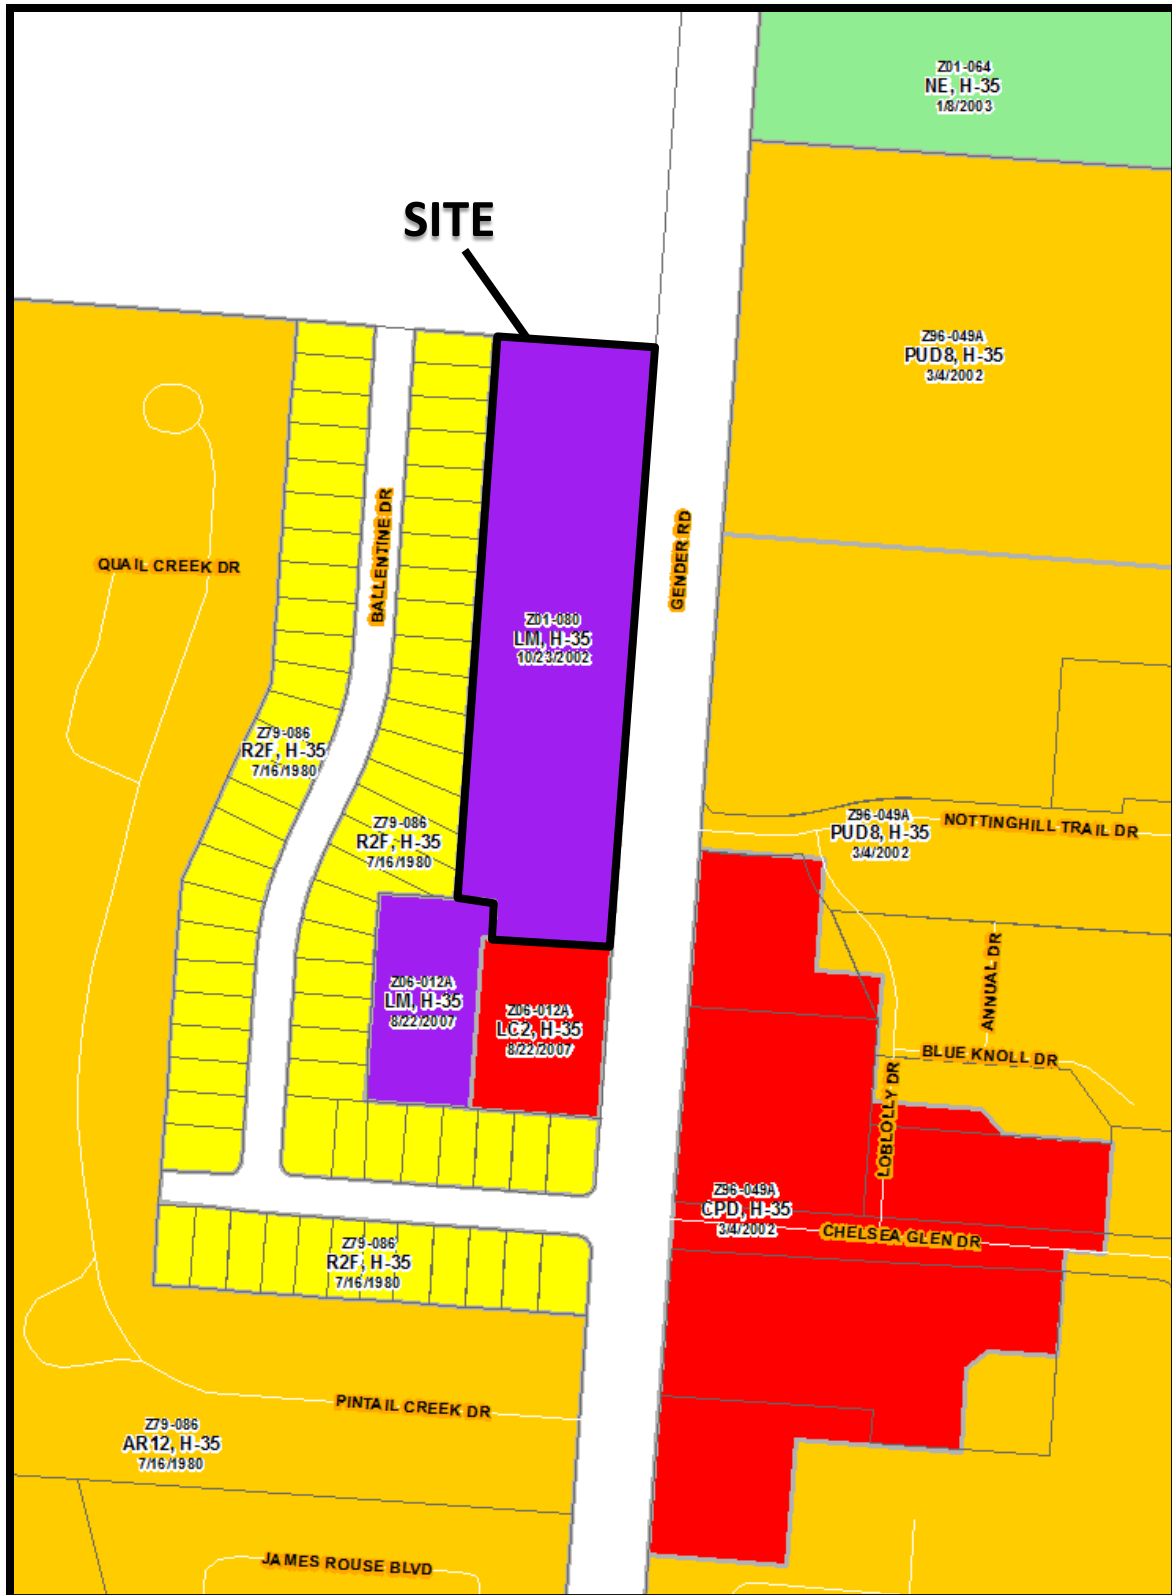 Z01-064
NE, H-35
1/8/2003
SITE
Z96-049A
PUD8, H-35
3/4/2002
BALLENTINE DR
GENDER RD
QUAIL CREEK DR
Z01-080
LM, H-35
10/23/2002
Z79-086
R2F, H-35
7/16/1980
Z79-086
R2F, H-35
7/16/1980
Z96-049A
PUD8, H-35
3/4/2002
NOTTINGHILL TRAIL DR
ANNUAL DR
Z06-012A
LM, H-35
8/22/2007
Z06-012A
LC2, H-35
8/22/2007
BLUE KNOLL DR
LOBLOLLY DR
Z96-049A
CPD, H-35
3/4/2002
CHELSEA GLEN DR
Z79-086
R2F, H-35
7/16/1980
PINTAIL CREEK DR
Z79-086
AR12, H-35
7/16/1980
JAMES ROUSE BLVD